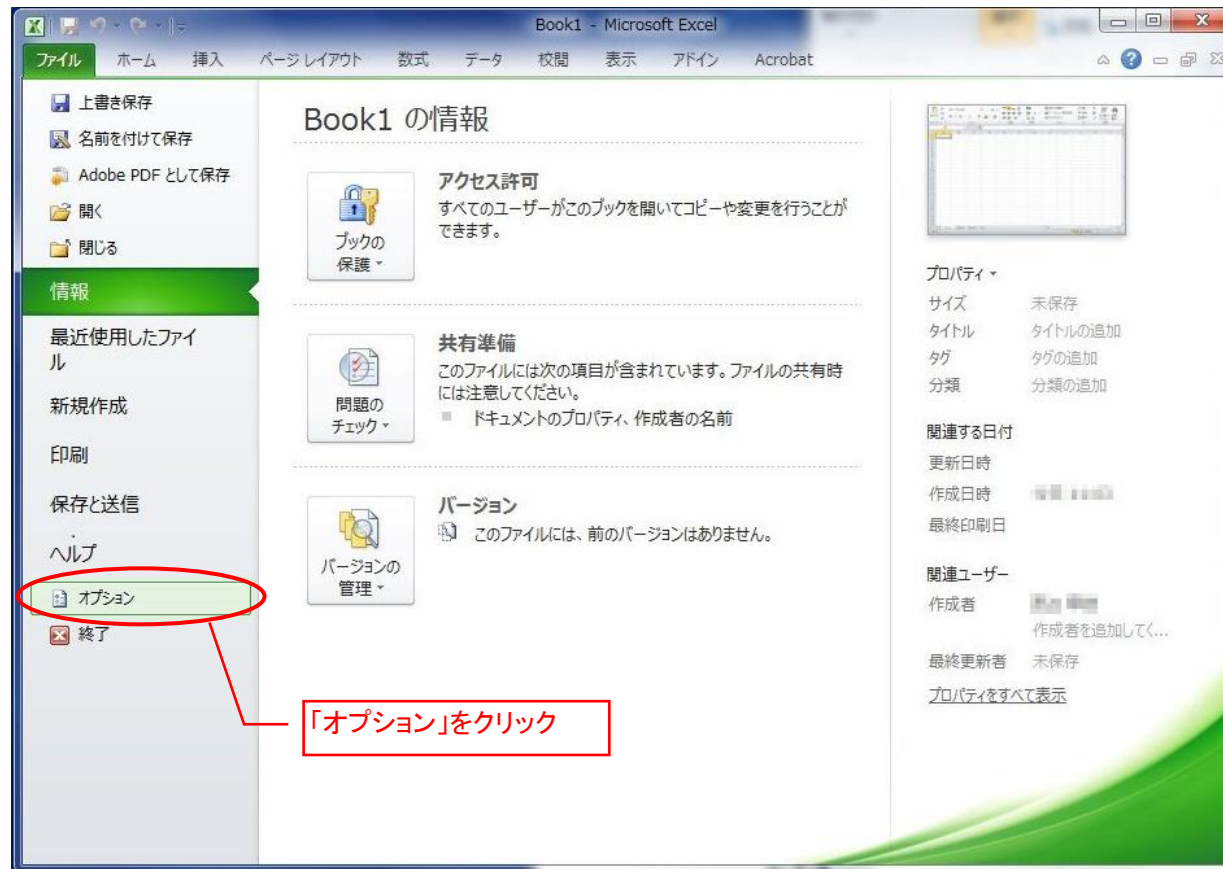 Book1 - Microsoft Excel
ファイル ホーム 挿入 ページ レイアウト 数式 データ 校閲 表示 アドイン Acrobat
上書き保存
名前を付けて保存
Adobe PDF として保存
開く
閉じる
情報
最近使用したファイ
ル
新規作成
印刷
保存と送信
ヘルプ
オプション
終了
Book1 の情報
ブックの
保護
アクセス許可
すべてのユーザーがこのブックを開いてコピーや変更を行うことが
できます。
問題の
チェック
共有準備
このファイルには次の項目が含まれています。ファイルの共有時
には注意してください。
ドキュメントのプロパティ、作成者の名前
バージョンの
管理
バージョン
このファイルには、前のバージョンはありません。
「オプション」をクリック
プロパティ
サイズ 未保存
タイトル タイトルの追加
タグ タグの追加
分類 分類の追加
関連する日付
更新日時
作成日時
最終印刷日
関連ユーザー
作成者
作成者を追加してく...
最終更新者 未保存
プロパティをすべて表示